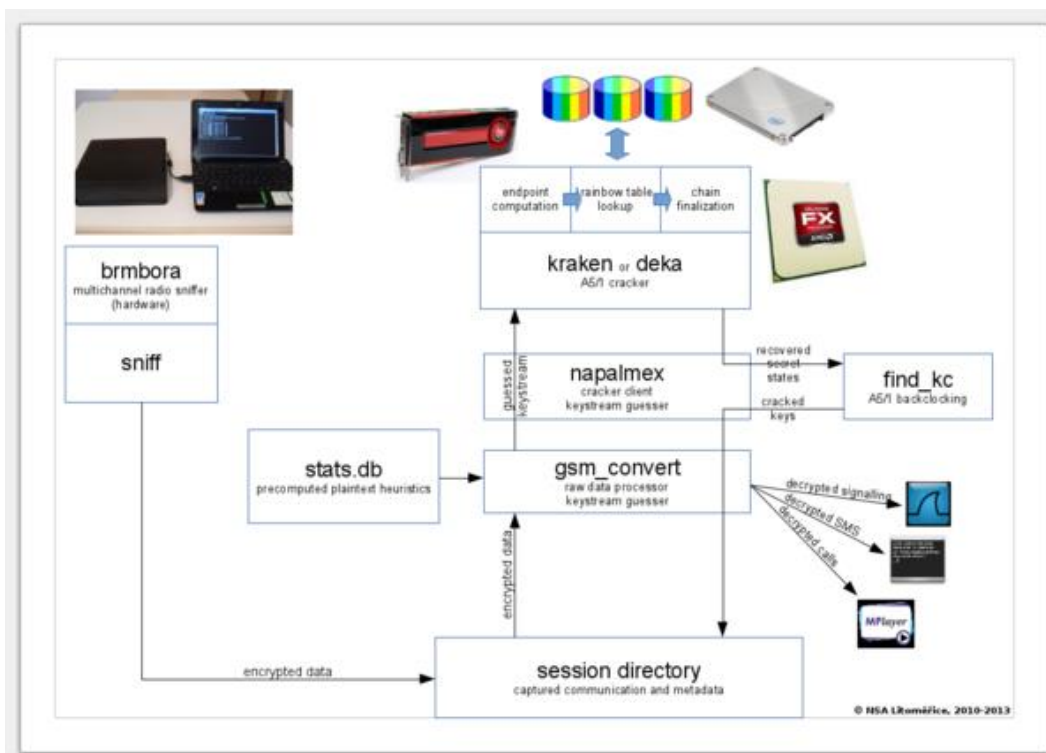 endpoint
computation
rainbow table
lookup
chain
finalization
FX
AMD
kraken or deka
A5/1 cracker
brmbora
multichannel radio sniffer
(hardware)
sniff
guessed
keystream
napalmex
cracker client
keystream guesser
recovered
secret
states
find_kc
A5/1 backclocking
cracked
keys
stats.db
precomputed plaintext heuristics
gsm_convert
raw data processor
keystream guesser
decrypted signalling
decrypted SMS
decrypted calls
encrypted data
MPlayer
encrypted data
session directory
captured communication and metadata
© NSA Litoměřice, 2010-2013